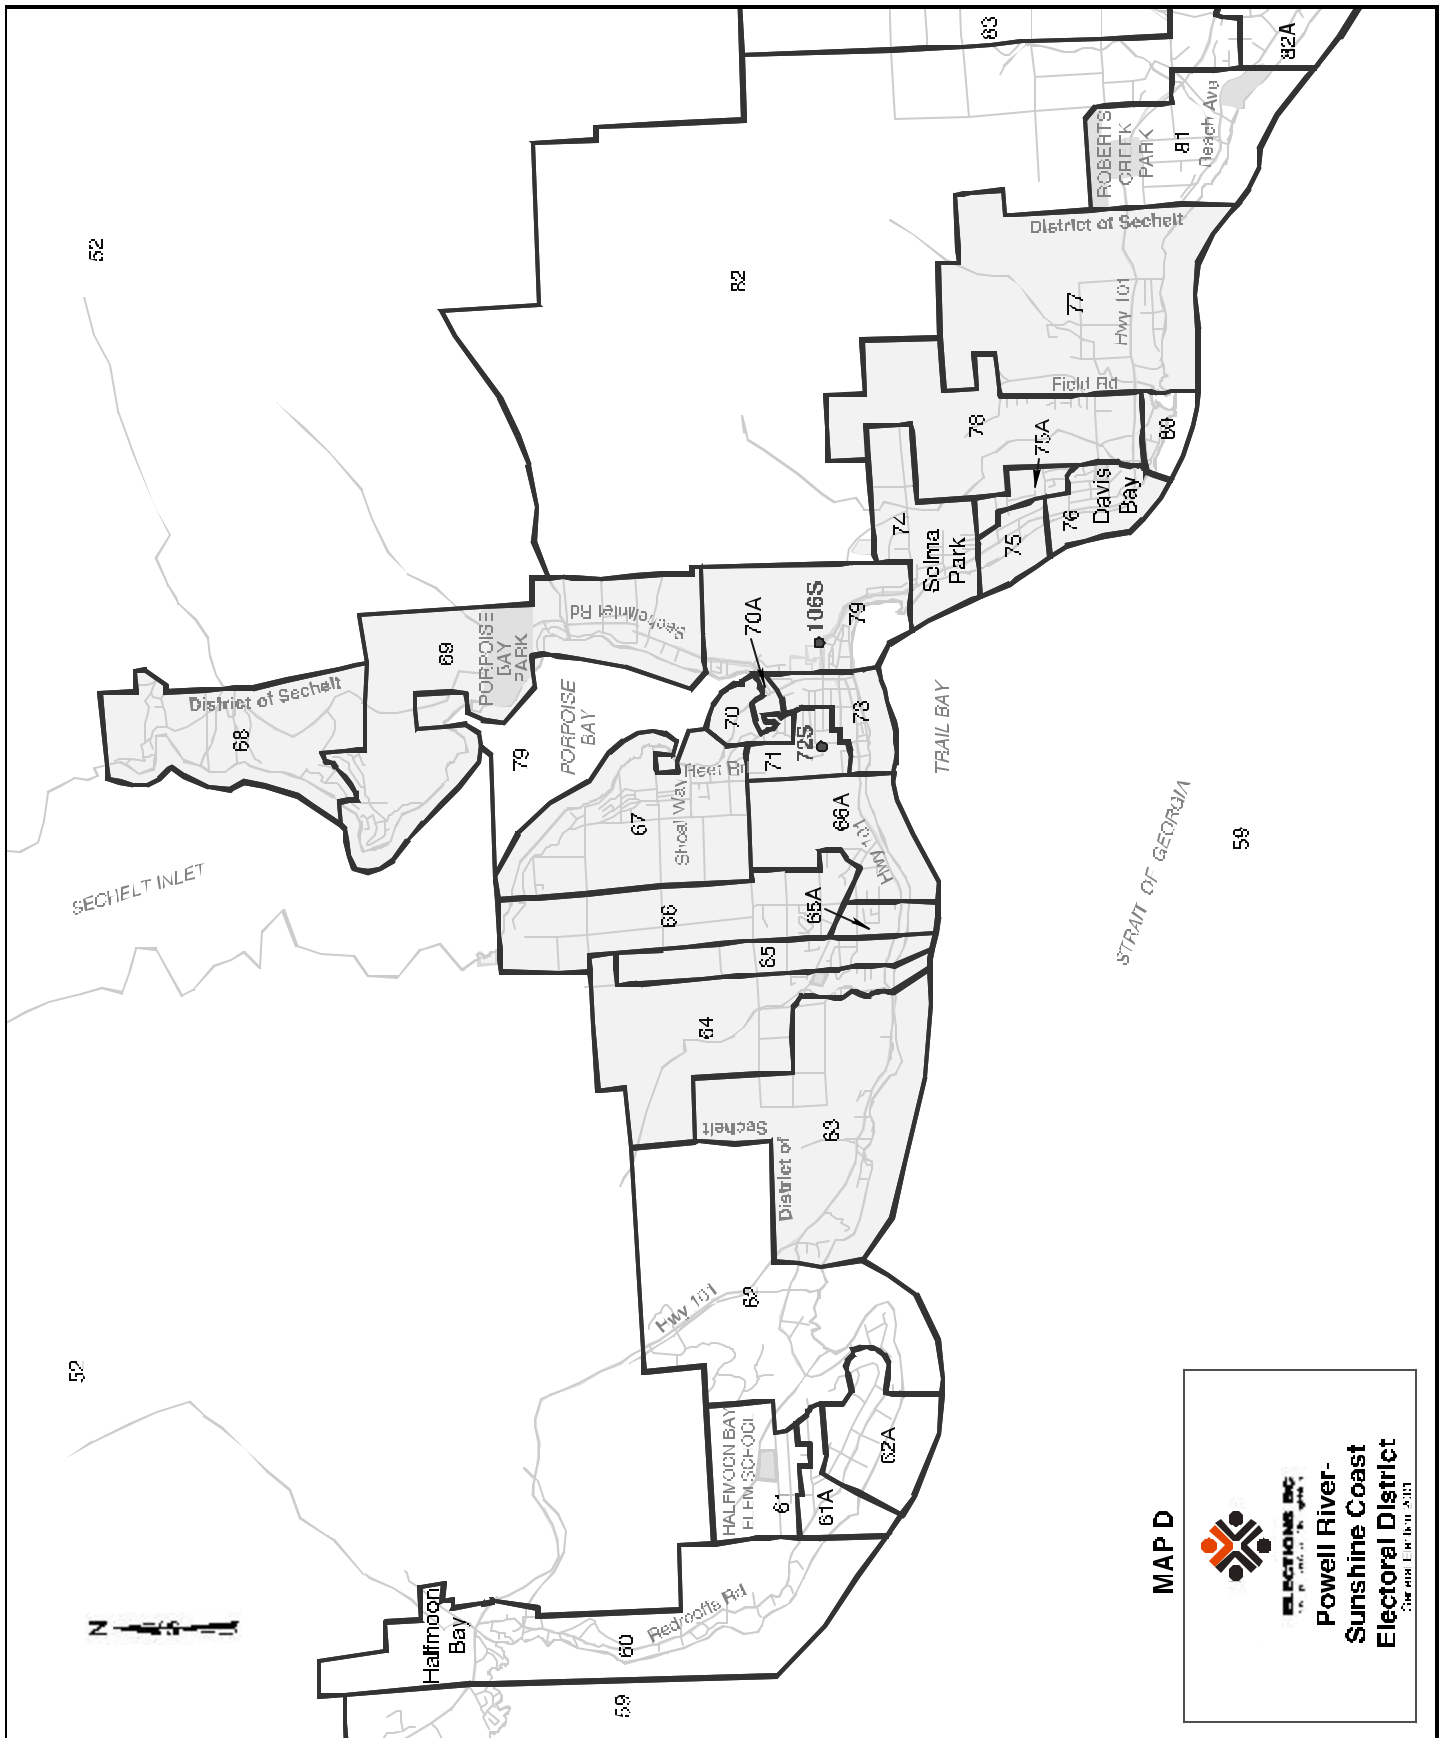 83
82A
ROBERTS
CREEK
PARK
81
Beach Ave
52
82
District of Sechelt
77
Hwy 101
Field Rd
78
75A
80
74
Selma
Park
75
76
Davis
Bay
69
PORPOISE
BAY
PARK
Sechelt Inlet Rd
70A
106S
79
District of Sechelt
68
79
PORPOISE
BAY
70
71
72S
73
TRAIL BAY
67
Shoal Way
Reef Dr
66A
Hwy 101
SECHELT INLET
66
65A
65
STRAIT OF GEORGIA
59
64
Sechelt
District of
63
62
Hwy 101
52
HALFMOON BAY
ELEM SCHOOL
61
61A
62A
Halfmoon
Bay
60
Redrooffs Rd
59
N
MAP D
ELECTIONS BC
Powell River-
Sunshine Coast
Electoral District
General Election 2001